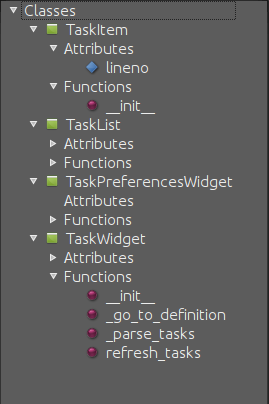 Classes
TaskItem
Attributes
lineno
Functions
__init__
TaskList
Attributes
Functions
TaskPreferencesWidget
Attributes
Functions
TaskWidget
Attributes
Functions
__init__
_go_to_definition
_parse_tasks
refresh_tasks